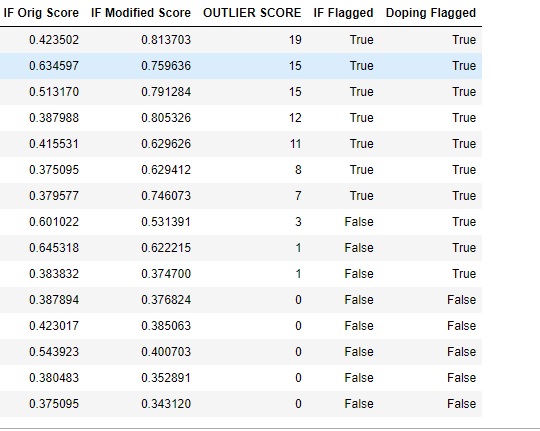 IF Orig Score IF Modified Score OUTLIER SCORE IF Flagged Doping Flagged
0.423502 0.813703 19 True True
0.634597 0.759636 15 True True
0.513170 0.791284 15 True True
0.387988 0.805326 12 True True
0.415531 0.629626 11 True True
0.375095 0.629412 8 True True
0.379577 0.746073 7 True True
0.601022 0.531391 3 False True
0.645318 0.622215 1 False True
0.383832 0.374700 1 False True
0.387894 0.376824 0 False False
0.423017 0.385063 0 False False
0.543923 0.400703 0 False False
0.380483 0.352891 0 False False
0.375095 0.343120 0 False False